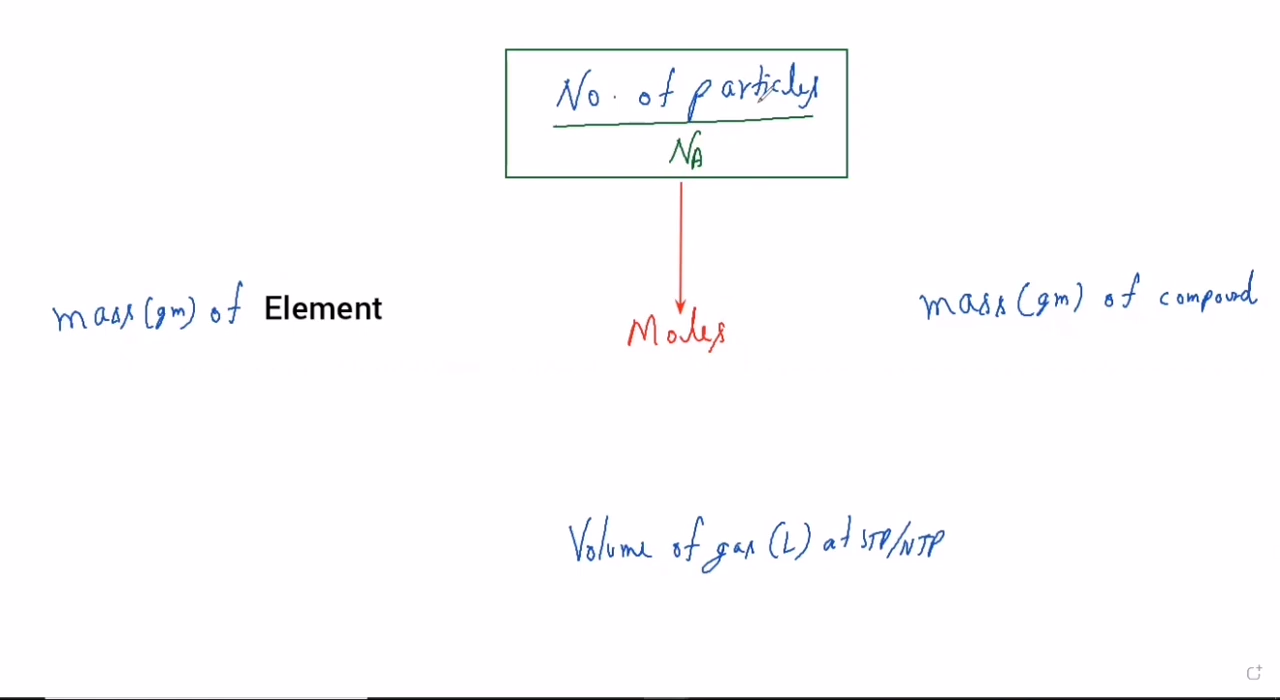 No. of particles
NA
mass(gm) of Element
Moles
mass(gm) of compound
Volume of gas (L) at STP/NTP